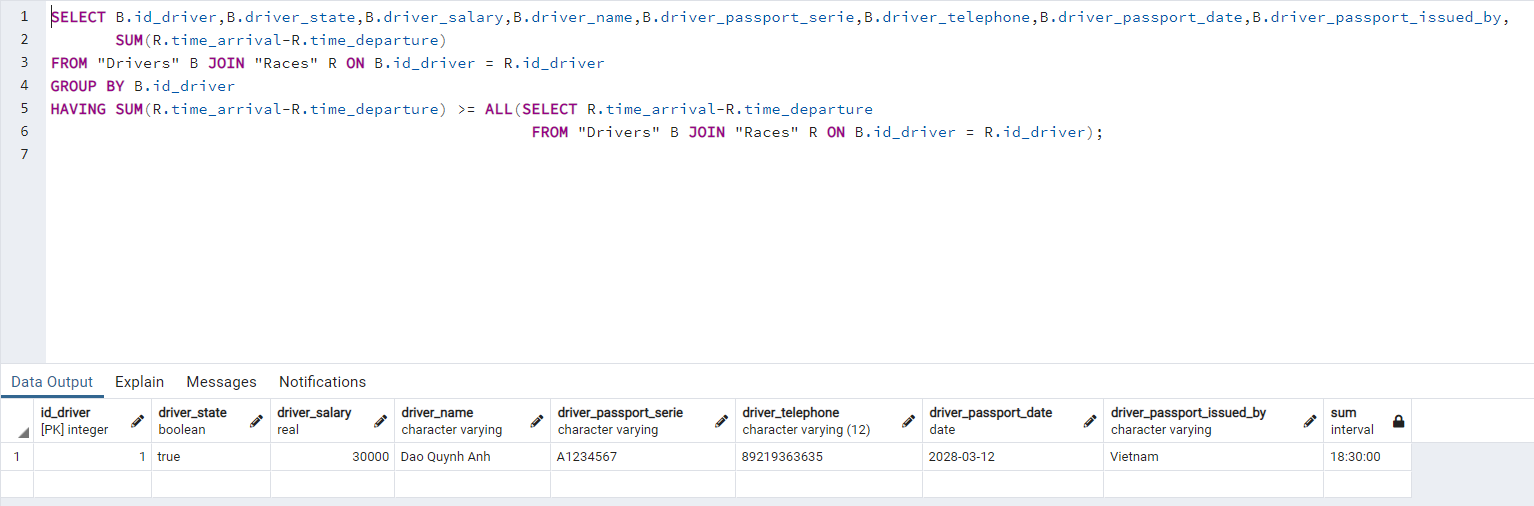 1 SELECT B.id_driver,B.driver_state,B.driver_salary,B.driver_name,B.driver_passport_serie,B.driver_telephone,B.driver_passport_date,B.driver_passport_issued_by,
2 SUM(R.time_arrival-R.time_departure)
3 FROM "Drivers" B JOIN "Races" R ON B.id_driver = R.id_driver
4 GROUP BY B.id_driver
5 HAVING SUM(R.time_arrival-R.time_departure) >= ALL(SELECT R.time_arrival-R.time_departure
6 FROM "Drivers" B JOIN "Races" R ON B.id_driver = R.id_driver);
7
Data Output Explain Messages Notifications
id_driver driver_state driver_salary driver_name driver_passport_serie driver_telephone driver_passport_date driver_passport_issued_by sum
[PK] integer boolean real character varying character varying character varying (12) date character varying interval
1 1 true 30000 Dao Quynh Anh A1234567 89219363635 2028-03-12 Vietnam 18:30:00